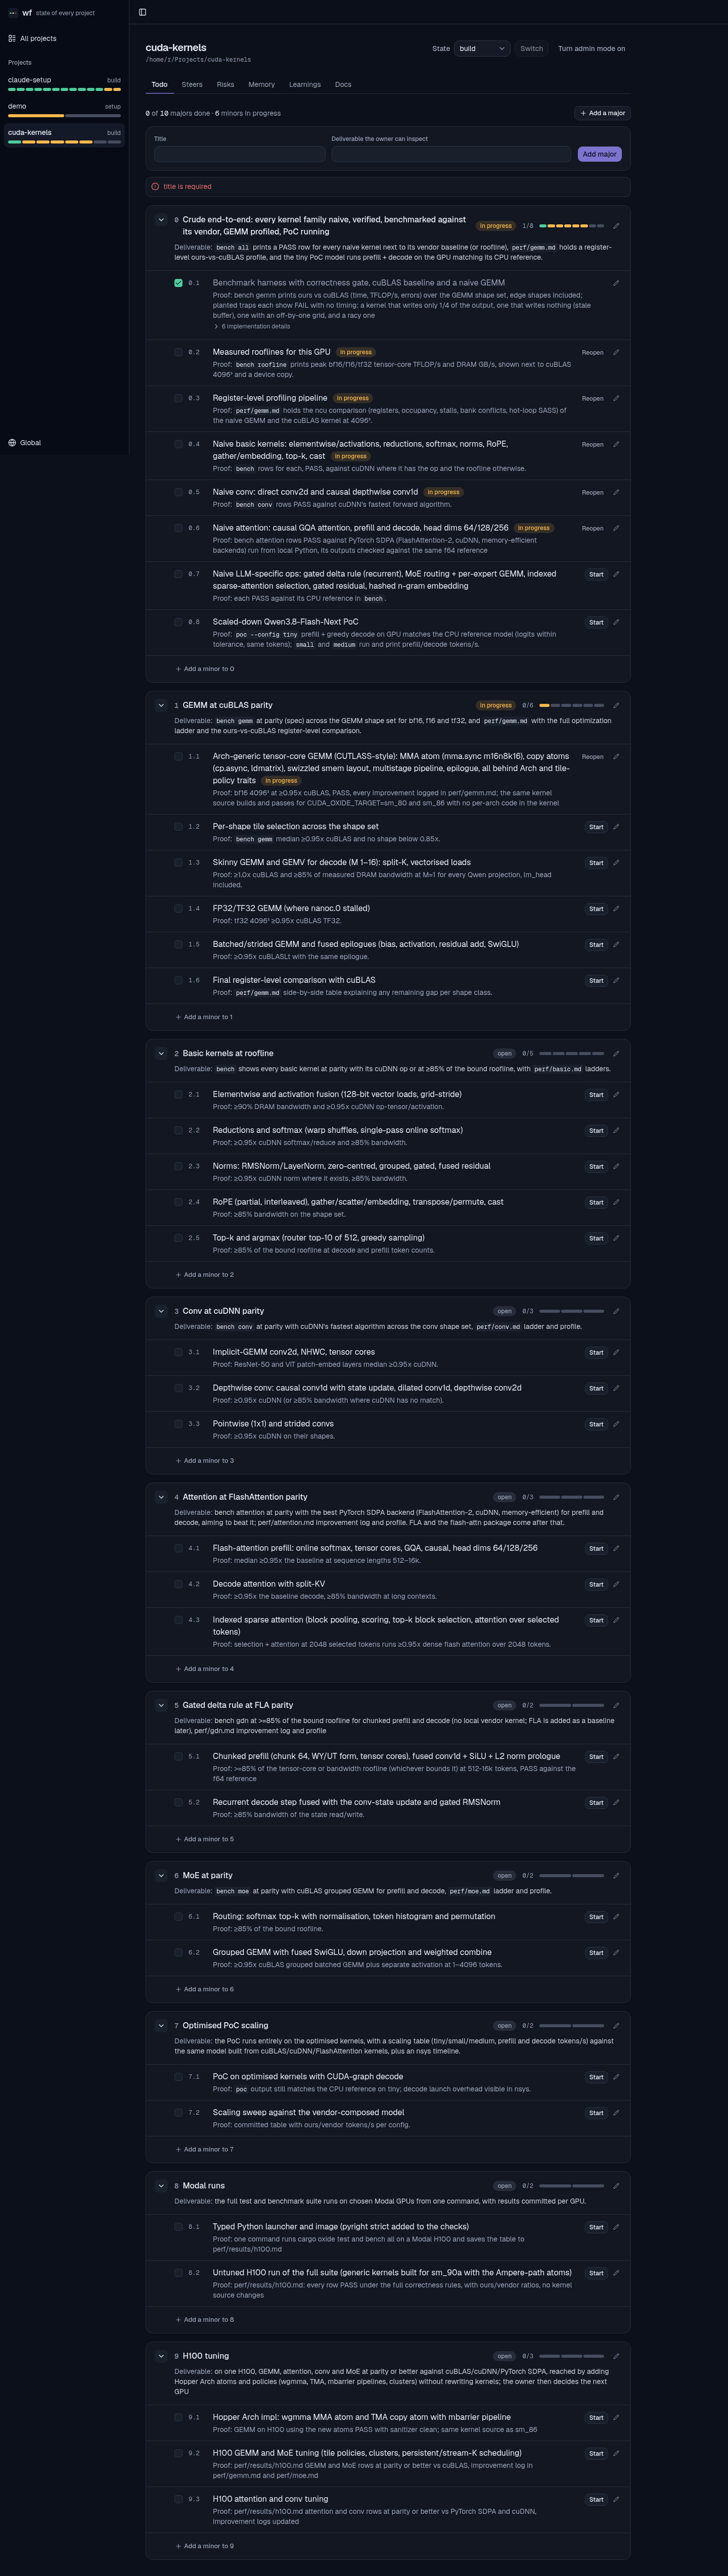 wf state of every project
All projects
Projects
claude-setup build
demo setup
cuda-kernels build
Global
cuda-kernels
/home/r/Projects/cuda-kernels
State build Switch Turn admin mode on
Todo Steers Risks Memory Learnings Docs
0 of 10 majors done · 6 minors in progress
Add a major
Title
Deliverable the owner can inspect
Add major
title is required
0 Crude end-to-end: every kernel family naive, verified, benchmarked against
its vendor, GEMM profiled, PoC running
in progress 1/8
Deliverable: bench all prints a PASS row for every naive kernel next to its vendor baseline (or roofline), perf/gemm.md holds a register-
level ours-vs-cuBLAS profile, and the tiny PoC model runs prefill + decode on the GPU matching its CPU reference.
0.1 Benchmark harness with correctness gate, cuBLAS baseline and a naive GEMM
Proof: bench gemm prints ours vs cuBLAS (time, TFLOP/s, errors) over the GEMM shape set, edge shapes included;
planted traps each show FAIL with no timing: a kernel that writes only 1/4 of the output, one that writes nothing (stale
buffer), one with an off-by-one grid, and a racy one
6 implementation details
0.2 Measured rooflines for this GPU in progress Reopen
Proof: bench roofline prints peak bf16/f16/tf32 tensor-core TFLOP/s and DRAM GB/s, shown next to cuBLAS
4096³ and a device copy.
0.3 Register-level profiling pipeline in progress Reopen
Proof: perf/gemm.md holds the ncu comparison (registers, occupancy, stalls, bank conflicts, hot-loop SASS) of
the naive GEMM and the cuBLAS kernel at 4096³.
0.4 Naive basic kernels: elementwise/activations, reductions, softmax, norms, RoPE,
gather/embedding, top-k, cast in progress Reopen
Proof: bench rows for each, PASS, against cuDNN where it has the op and the roofline otherwise.
0.5 Naive conv: direct conv2d and causal depthwise conv1d in progress Reopen
Proof: bench conv rows PASS against cuDNN's fastest forward algorithm.
0.6 Naive attention: causal GQA attention, prefill and decode, head dims 64/128/256 in progress Reopen
Proof: bench attention rows PASS against PyTorch SDPA (FlashAttention-2, cuDNN, memory-efficient
backends) run from local Python, its outputs checked against the same f64 reference
0.7 Naive LLM-specific ops: gated delta rule (recurrent), MoE routing + per-expert GEMM, indexed
sparse-attention selection, gated residual, hashed n-gram embedding Start
Proof: each PASS against its CPU reference in bench.
0.8 Scaled-down Qwen3.8-Flash-Next PoC Start
Proof: poc --config tiny prefill + greedy decode on GPU matches the CPU reference model (logits within
tolerance, same tokens); small and medium run and print prefill/decode tokens/s.
Add a minor to 0
1 GEMM at cuBLAS parity in progress 0/6
Deliverable: bench gemm at parity (spec) across the GEMM shape set for bf16, f16 and tf32, and perf/gemm.md with the full optimization
ladder and the ours-vs-cuBLAS register-level comparison.
1.1 Arch-generic tensor-core GEMM (CUTLASS-style): MMA atom (mma.sync m16n8k16), copy atoms
(cp.async, ldmatrix), swizzled smem layout, multistage pipeline, epilogue, all behind Arch and tile-
policy traits in progress Reopen
Proof: bf16 4096³ at ≥0.95x cuBLAS, PASS, every improvement logged in perf/gemm.md; the same kernel
source builds and passes for CUDA_OXIDE_TARGET=sm_80 and sm_86 with no per-arch code in the kernel
1.2 Per-shape tile selection across the shape set Start
Proof: bench gemm median ≥0.95x cuBLAS and no shape below 0.85x.
1.3 Skinny GEMM and GEMV for decode (M 1–16): split-K, vectorised loads Start
Proof: ≥1.0x cuBLAS and ≥85% of measured DRAM bandwidth at M=1 for every Qwen projection, lm_head
included.
1.4 FP32/TF32 GEMM (where nanoc.0 stalled) Start
Proof: tf32 4096³ ≥0.95x cuBLAS TF32.
1.5 Batched/strided GEMM and fused epilogues (bias, activation, residual add, SwiGLU) Start
Proof: ≥0.95x cuBLASLt with the same epilogue.
1.6 Final register-level comparison with cuBLAS Start
Proof: perf/gemm.md side-by-side table explaining any remaining gap per shape class.
Add a minor to 1
2 Basic kernels at roofline open 0/5
Deliverable: bench shows every basic kernel at parity with its cuDNN op or at ≥85% of the bound roofline, with perf/basic.md ladders.
2.1 Elementwise and activation fusion (128-bit vector loads, grid-stride) Start
Proof: ≥90% DRAM bandwidth and ≥0.95x cuDNN op-tensor/activation.
2.2 Reductions and softmax (warp shuffles, single-pass online softmax) Start
Proof: ≥0.95x cuDNN softmax/reduce and ≥85% bandwidth.
2.3 Norms: RMSNorm/LayerNorm, zero-centred, grouped, gated, fused residual Start
Proof: ≥0.95x cuDNN norm where it exists, ≥85% bandwidth.
2.4 RoPE (partial, interleaved), gather/scatter/embedding, transpose/permute, cast Start
Proof: ≥85% bandwidth on the shape set.
2.5 Top-k and argmax (router top-10 of 512, greedy sampling) Start
Proof: ≥85% of the bound roofline at decode and prefill token counts.
Add a minor to 2
3 Conv at cuDNN parity open 0/3
Deliverable: bench conv at parity with cuDNN's fastest algorithm across the conv shape set, perf/conv.md ladder and profile.
3.1 Implicit-GEMM conv2d, NHWC, tensor cores Start
Proof: ResNet-50 and ViT patch-embed layers median ≥0.95x cuDNN.
3.2 Depthwise conv: causal conv1d with state update, dilated conv1d, depthwise conv2d Start
Proof: ≥0.95x cuDNN (or ≥85% bandwidth where cuDNN has no match).
3.3 Pointwise (1x1) and strided convs Start
Proof: ≥0.95x cuDNN on their shapes.
Add a minor to 3
4 Attention at FlashAttention parity open 0/3
Deliverable: bench attention at parity with the best PyTorch SDPA backend (FlashAttention-2, cuDNN, memory-efficient) for prefill and
decode, aiming to beat it; perf/attention.md improvement log and profile. FLA and the flash-attn package come after that.
4.1 Flash-attention prefill: online softmax, tensor cores, GQA, causal, head dims 64/128/256 Start
Proof: median ≥0.95x the baseline at sequence lengths 512–16k.
4.2 Decode attention with split-KV Start
Proof: ≥0.95x the baseline decode, ≥85% bandwidth at long contexts.
4.3 Indexed sparse attention (block pooling, scoring, top-k block selection, attention over selected
tokens) Start
Proof: selection + attention at 2048 selected tokens runs ≥0.95x dense flash attention over 2048 tokens.
Add a minor to 4
5 Gated delta rule at FLA parity open 0/2
Deliverable: bench gdn at >=85% of the bound roofline for chunked prefill and decode (no local vendor kernel; FLA is added as a baseline
later), perf/gdn.md improvement log and profile
5.1 Chunked prefill (chunk 64, WY/UT form, tensor cores), fused conv1d + SiLU + L2 norm prologue Start
Proof: >=85% of the tensor-core or bandwidth roofline (whichever bounds it) at 512-16k tokens, PASS against the
f64 reference
5.2 Recurrent decode step fused with the conv-state update and gated RMSNorm Start
Proof: ≥85% bandwidth of the state read/write.
Add a minor to 5
6 MoE at parity open 0/2
Deliverable: bench moe at parity with cuBLAS grouped GEMM for prefill and decode, perf/moe.md ladder and profile.
6.1 Routing: softmax top-k with normalisation, token histogram and permutation Start
Proof: ≥85% of the bound roofline.
6.2 Grouped GEMM with fused SwiGLU, down projection and weighted combine Start
Proof: ≥0.95x cuBLAS grouped batched GEMM plus separate activation at 1–4096 tokens.
Add a minor to 6
7 Optimised PoC scaling open 0/2
Deliverable: the PoC runs entirely on the optimised kernels, with a scaling table (tiny/small/medium, prefill and decode tokens/s) against
the same model built from cuBLAS/cuDNN/FlashAttention kernels, plus an nsys timeline.
7.1 PoC on optimised kernels with CUDA-graph decode Start
Proof: poc output still matches the CPU reference on tiny; decode launch overhead visible in nsys.
7.2 Scaling sweep against the vendor-composed model Start
Proof: committed table with ours/vendor tokens/s per config.
Add a minor to 7
8 Modal runs open 0/2
Deliverable: the full test and benchmark suite runs on chosen Modal GPUs from one command, with results committed per GPU.
8.1 Typed Python launcher and image (pyright strict added to the checks) Start
Proof: one command runs cargo oxide test and bench all on a Modal H100 and saves the table to
perf/results/h100.md
8.2 Untuned H100 run of the full suite (generic kernels built for sm_90a with the Ampere-path atoms) Start
Proof: perf/results/h100.md: every row PASS under the full correctness rules, with ours/vendor ratios, no kernel
source changes
Add a minor to 8
9 H100 tuning open 0/3
Deliverable: on one H100, GEMM, attention, conv and MoE at parity or better against cuBLAS/cuDNN/PyTorch SDPA, reached by adding
Hopper Arch atoms and policies (wgmma, TMA, mbarrier pipelines, clusters) without rewriting kernels; the owner then decides the next
GPU
9.1 Hopper Arch impl: wgmma MMA atom and TMA copy atom with mbarrier pipeline Start
Proof: GEMM on H100 using the new atoms PASS with sanitizer clean; same kernel source as sm_86
9.2 H100 GEMM and MoE tuning (tile policies, clusters, persistent/stream-K scheduling) Start
Proof: perf/results/h100.md GEMM and MoE rows at parity or better vs cuBLAS, improvement log in
perf/gemm.md and perf/moe.md
9.3 H100 attention and conv tuning Start
Proof: perf/results/h100.md attention and conv rows at parity or better vs PyTorch SDPA and cuDNN,
improvement logs updated
Add a minor to 9